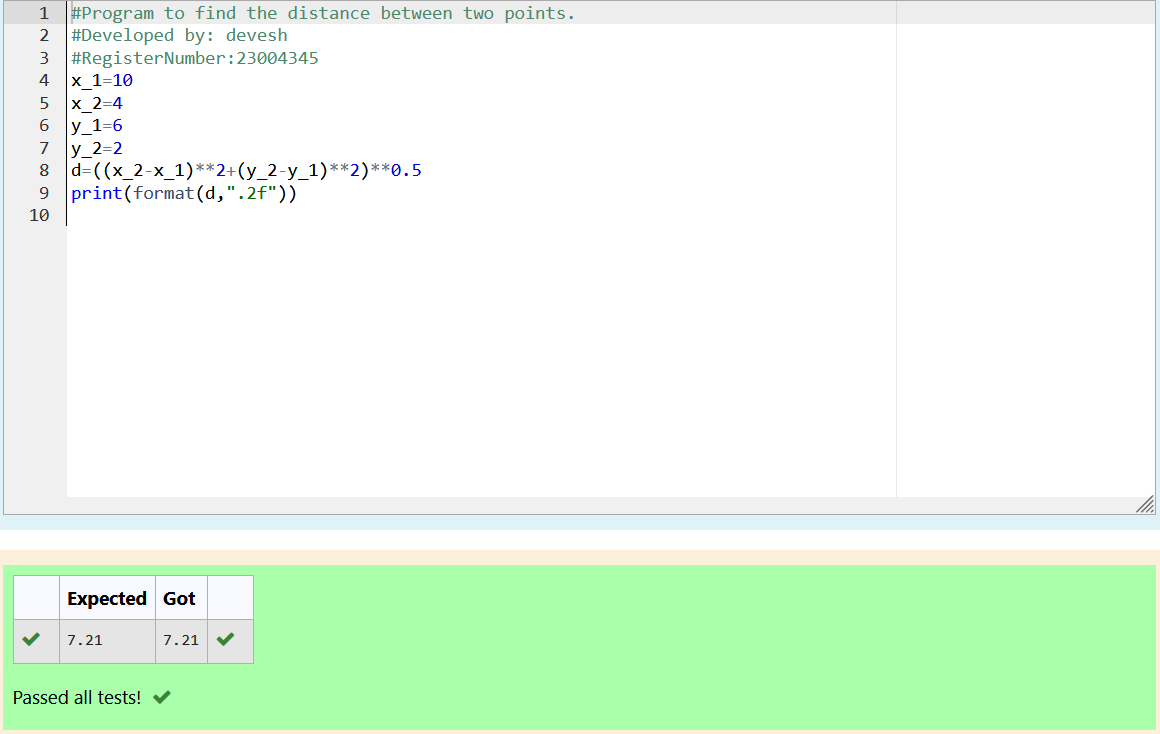 1 #Program to find the distance between two points.
2 #Developed by: devesh
3 #RegisterNumber:23004345
4 x_1=10
5 x_2=4
6 y_1=6
7 y_2=2
8 d=((x_2-x_1)**2+(y_2-y_1)**2)**0.5
9 print(format(d,".2f"))
10
Expected Got
7.21 7.21
Passed all tests!